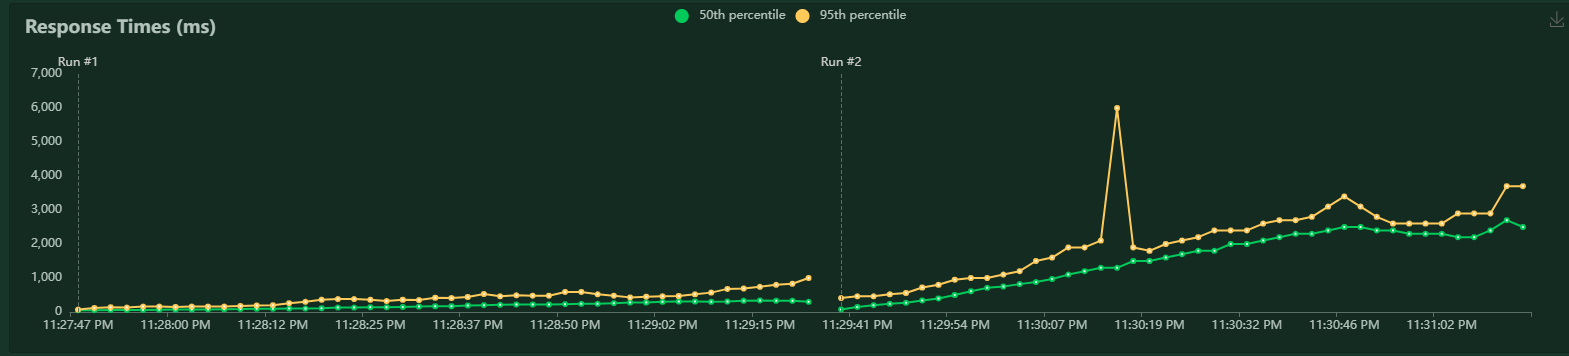 50th percentile 95th percentile
Response Times (ms)
Run #1 Run #2
7,000
6,000
5,000
4,000
3,000
2,000
1,000
0
11:27:47 PM 11:28:00 PM 11:28:12 PM 11:28:25 PM 11:28:37 PM 11:28:50 PM 11:29:02 PM 11:29:15 PM 11:29:41 PM 11:29:54 PM 11:30:07 PM 11:30:19 PM 11:30:32 PM 11:30:46 PM 11:31:02 PM